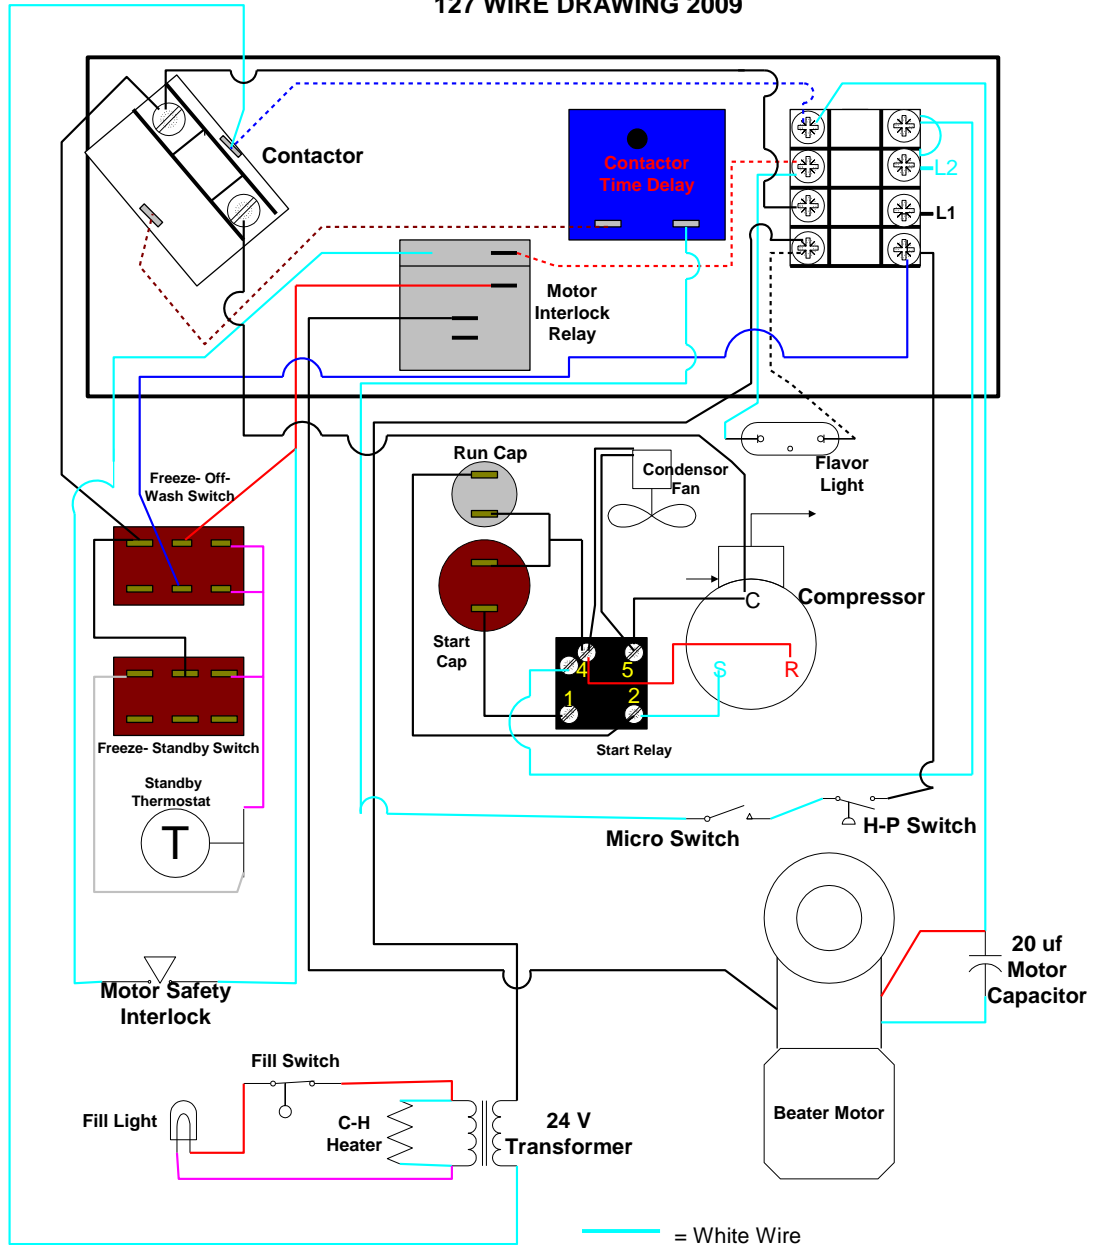 127 WIRE DRAWING 2009
Contactor
Contactor
Time Delay
L2
L1
Motor
Interlock
Relay
Run Cap
Condensor
Fan
Flavor
Light
Freeze- Off-
Wash Switch
C
Compressor
Start
Cap
4
5
S
R
1
2
Freeze- Standby Switch
Start Relay
Standby
Thermostat
T
Micro Switch
H-P Switch
20 uf
Motor
Capacitor
Motor Safety
Interlock
Fill Switch
Fill Light
C-H
Heater
24 V
Transformer
Beater Motor
= White Wire